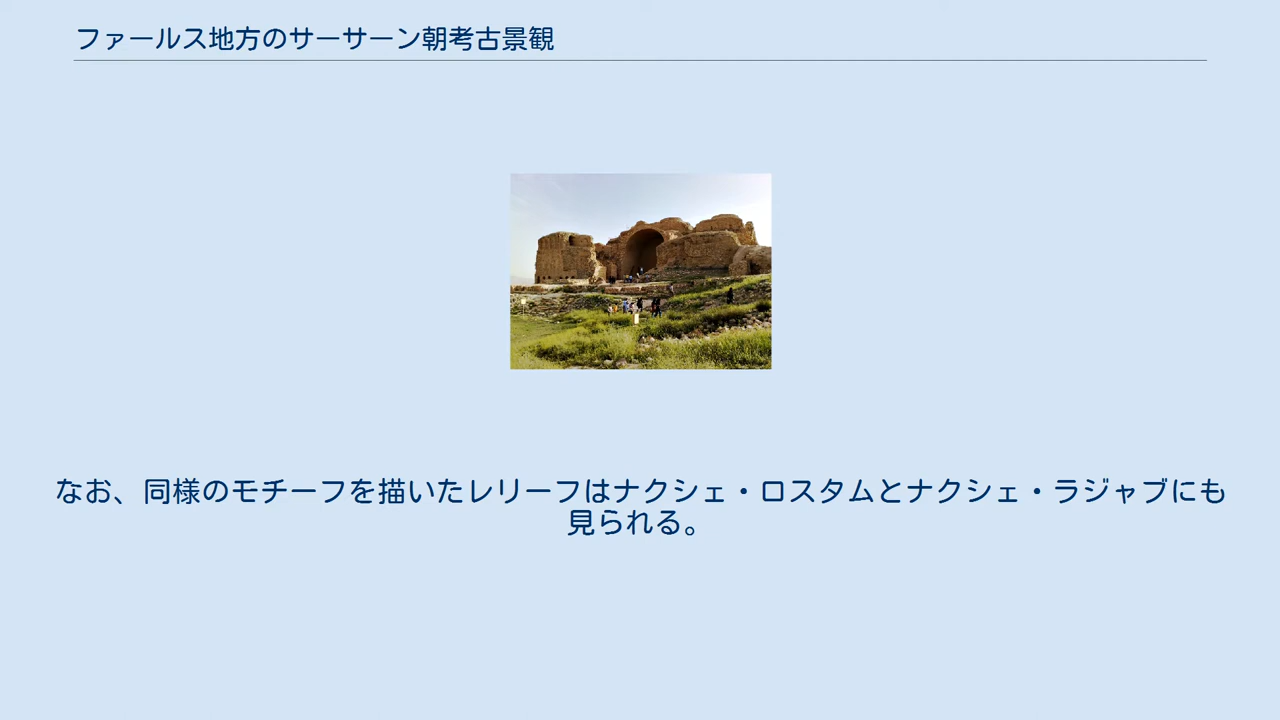 ファールス地方のサーサーン朝考古景観
なお、同様のモチーフを描いたレリーフはナクシェ・ロスタムとナクシェ・ラジャブにも
見られる。